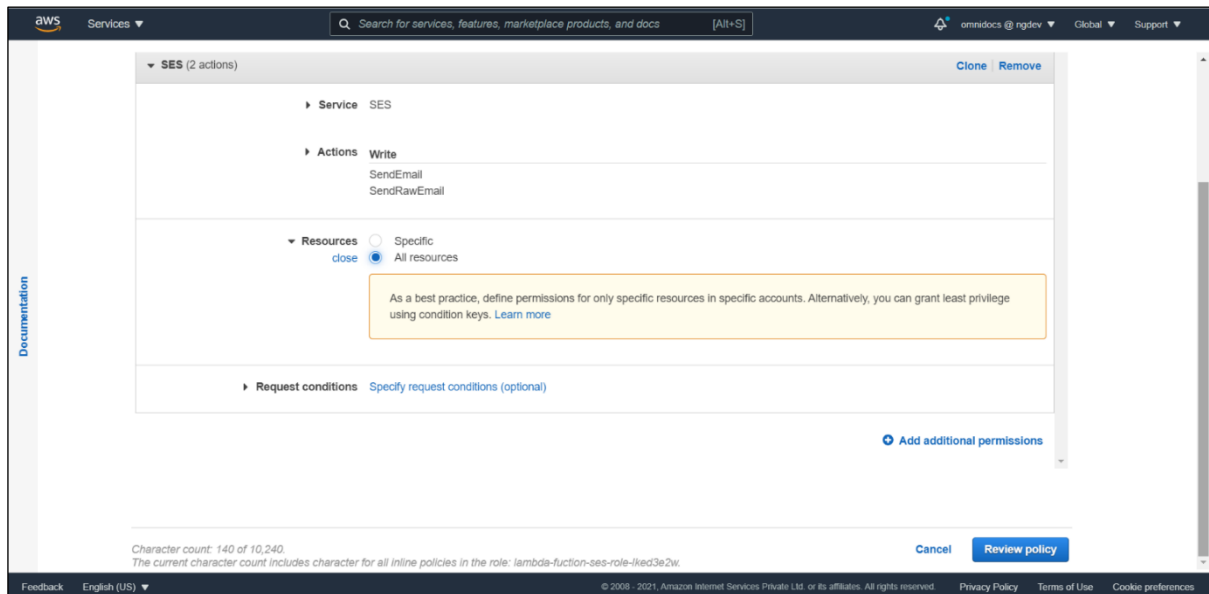 aws Services ▼ Search for services, features, marketplace products, and docs [Alt+S] omnidocs @ ngdev ▼ Global ▼ Support ▼
SES (2 actions) Clone Remove
Service SES
Actions Write
SendEmail
SendRawEmail
Resources Specific
close All resources
As a best practice, define permissions for only specific resources in specific accounts. Alternatively, you can grant least privilege
using condition keys. Learn more
Documentation
Request conditions Specify request conditions (optional)
Add additional permissions
Character count: 140 of 10,240.
The current character count includes character for all inline policies in the role: lambda-fuction-ses-role-lked3e2w.
Cancel Review policy
Feedback English (US) ▼ © 2008 - 2021, Amazon Internet Services Private Ltd. or its affiliates. All rights reserved. Privacy Policy Terms of Use Cookie preferences